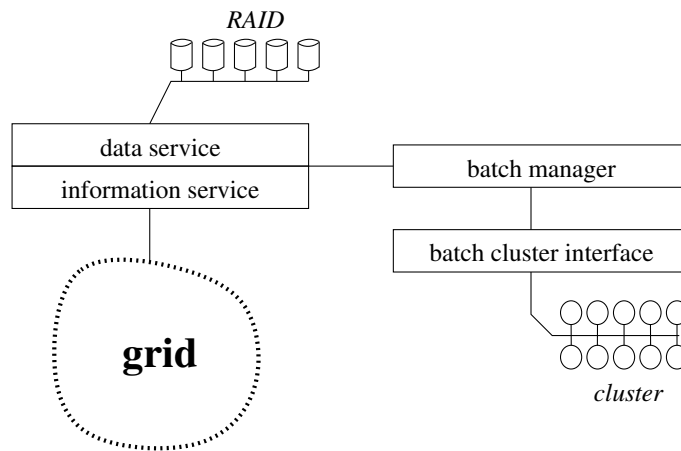 RAID
data service
information service
batch manager
batch cluster interface
grid
cluster